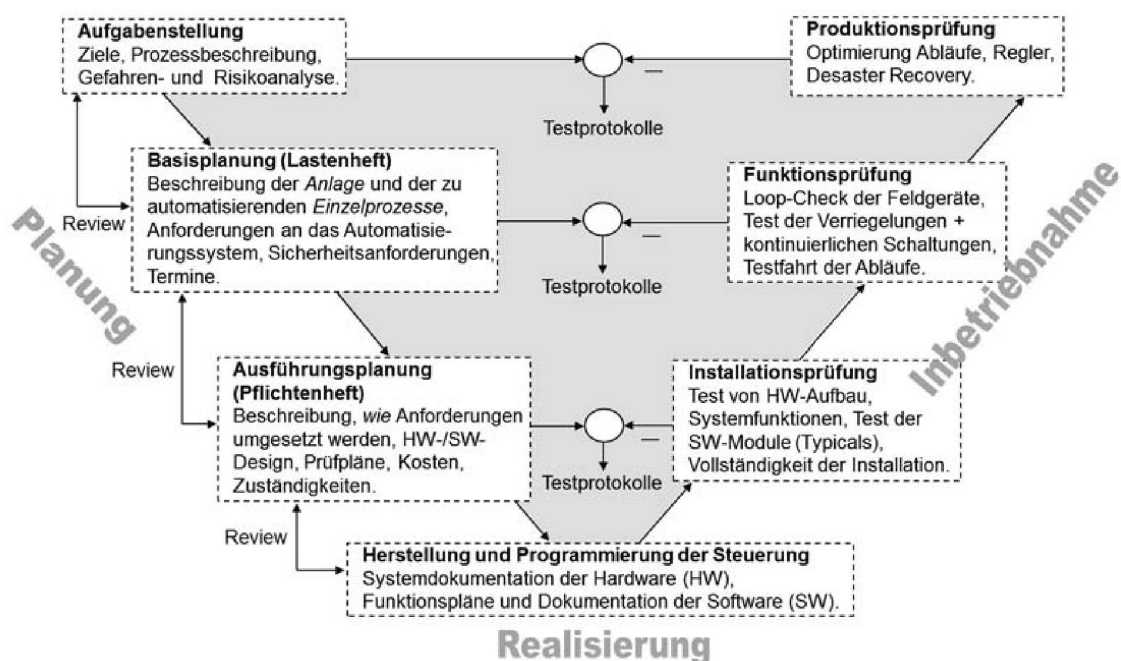 Aufgabenstellung
Ziele, Prozessbeschreibung,
Gefahren- und Risikoanalyse.
Produktionsprüfung
Optimierung Abläufe, Regler,
Desaster Recovery.
Testprotokolle
Review
Basisplanung (Lastenheft)
Beschreibung der Anlage und der zu
automatisierenden Einzelprozesse,
Anforderungen an das Automatisie-
rungssystem, Sicherheitsanforderungen,
Termine.
Funktionsprüfung
Loop-Check der Feldgeräte,
Test der Verriegelungen +
kontinuierlichen Schaltungen,
Testfahrt der Abläufe.
Testprotokolle
Planung
Inbetriebnahme
Review
Ausführungsplanung
(Pflichtenheft)
Beschreibung, wie Anforderungen
umgesetzt werden, HW-/SW-
Design, Prüfpläne, Kosten,
Zuständigkeiten.
Installationsprüfung
Test von HW-Aufbau,
Systemfunktionen, Test der
SW-Module (Typicals),
Vollständigkeit der Installation.
Testprotokolle
Review
Herstellung und Programmierung der Steuerung
Systemdokumentation der Hardware (HW),
Funktionspläne und Dokumentation der Software (SW).
Realisierung